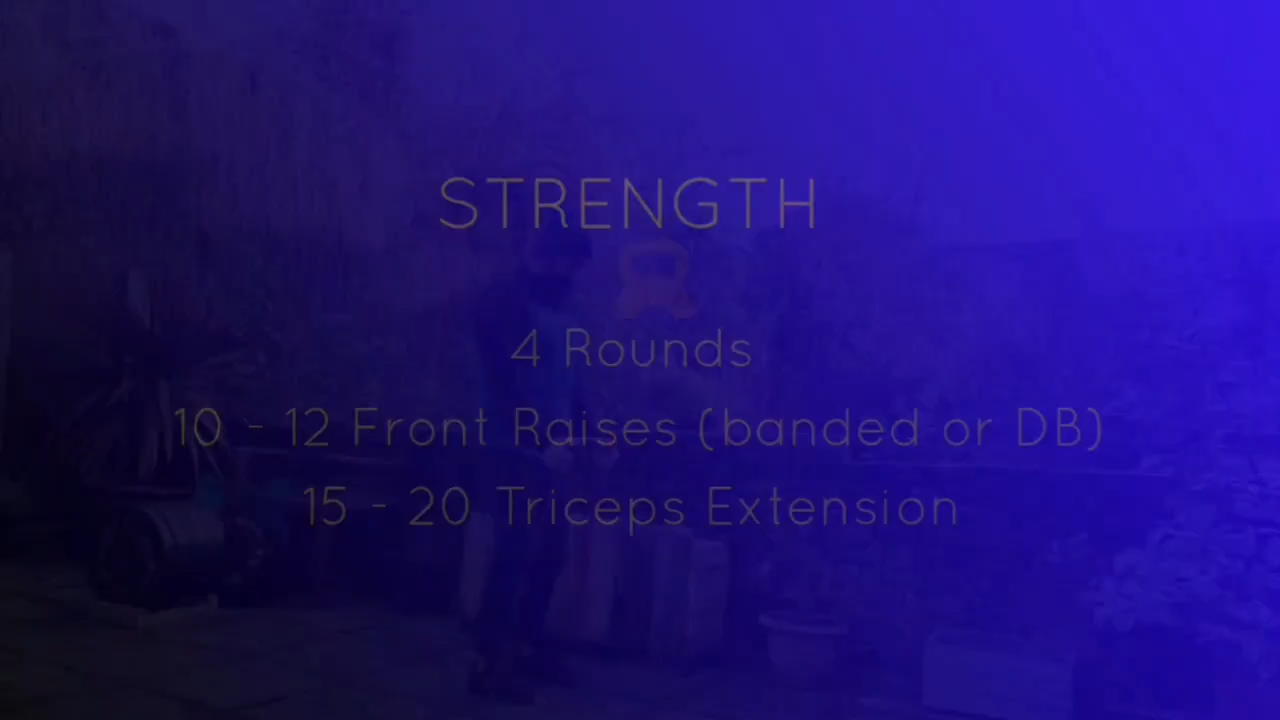 STRENGTH
4 Rounds
10 - 12 Front Raises (banded or DB)
15 - 20 Triceps Extension